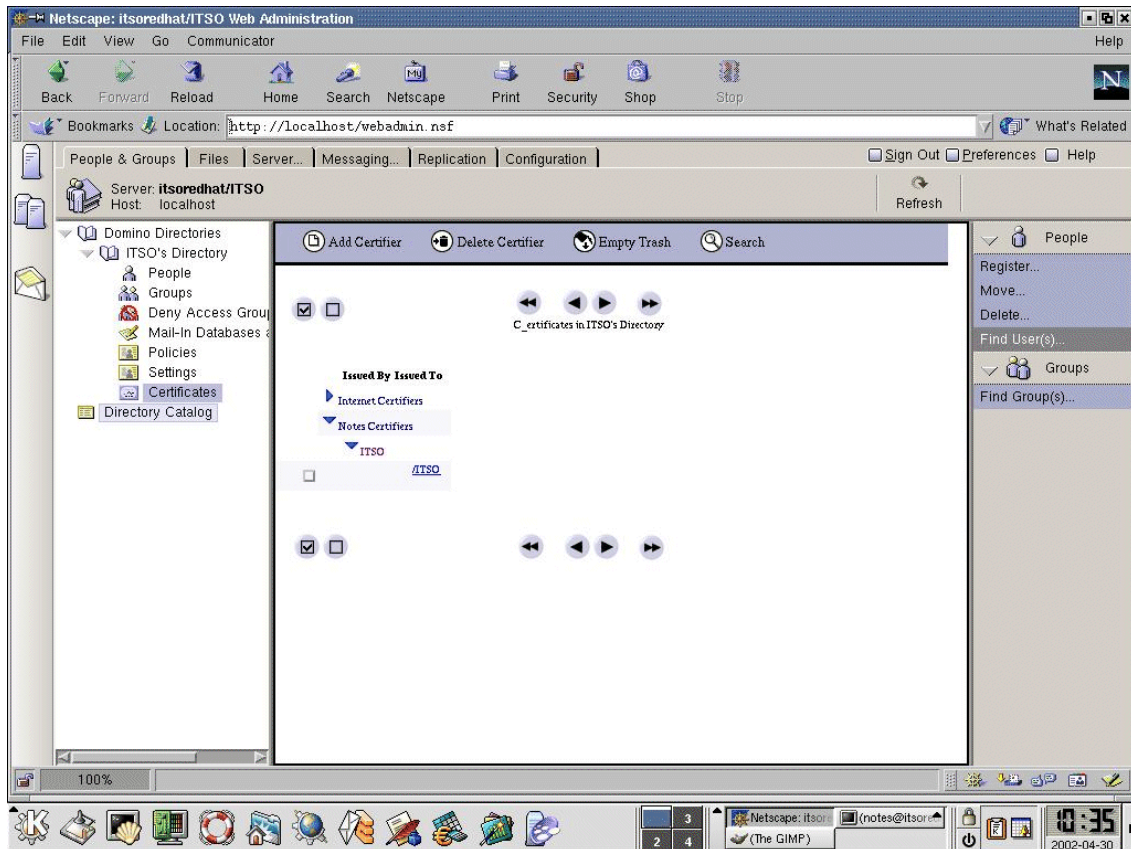 Netscape: itsoredhat/ITSO Web Administration
File Edit View Go Communicator Help
Back Forward Reload Home Search Netscape Print Security Shop Stop
My
N
Bookmarks Location: http://localhost/webadmin.nsf What's Related
People & Groups Files Server... Messaging... Replication Configuration Sign Out Preferences Help
Server: itsoredhat/ITSO
Host: localhost
Refresh
Domino Directories
ITSO's Directory
People
Groups
Deny Access Grou
Mail-In Databases a
Policies
Settings
Certificates
Directory Catalog
Add Certifier Delete Certifier Empty Trash Search
C_ertificates in ITSO's Directory
Issued By Issued To
Internet Certifiers
Notes Certifiers
ITSO
/ITSO
People
Register...
Move...
Delete...
Find User(s)...
Groups
Find Group(s)...
100%
K
3
2 4
Netscape: itsore
(notes@itsore
(The GIMP)
10:35
2002-04-30